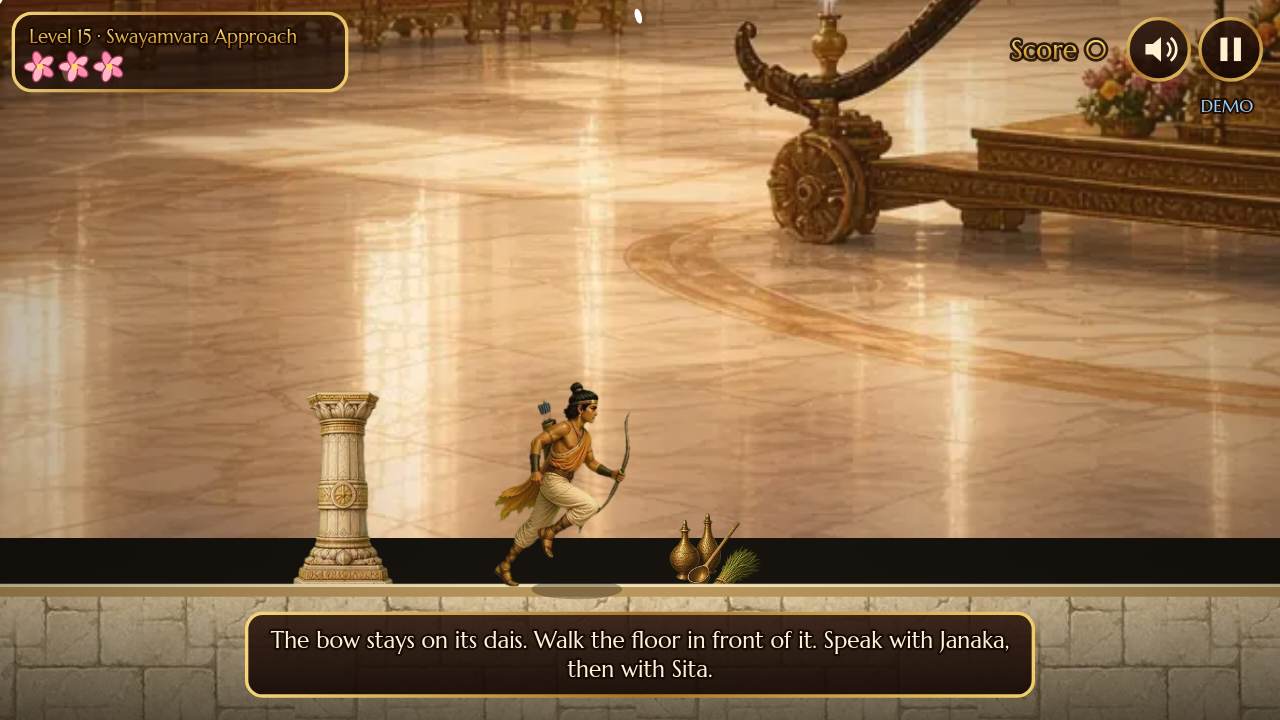 Level 15 · Swayamvara Approach
Score 0
DEMO
The bow stays on its dais. Walk the floor in front of it. Speak with Janaka,
then with Sita.